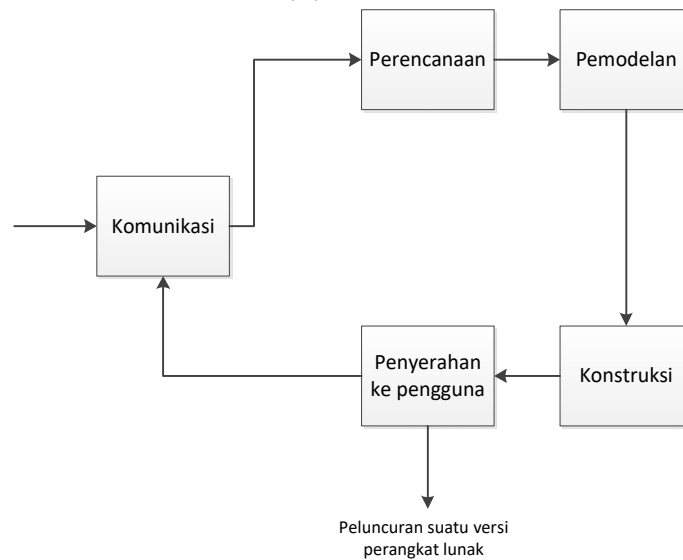 Perencanaan
Pemodelan
Komunikasi
Penyerahan
ke pengguna
Konstruksi
Peluncuran suatu versi
perangkat lunak